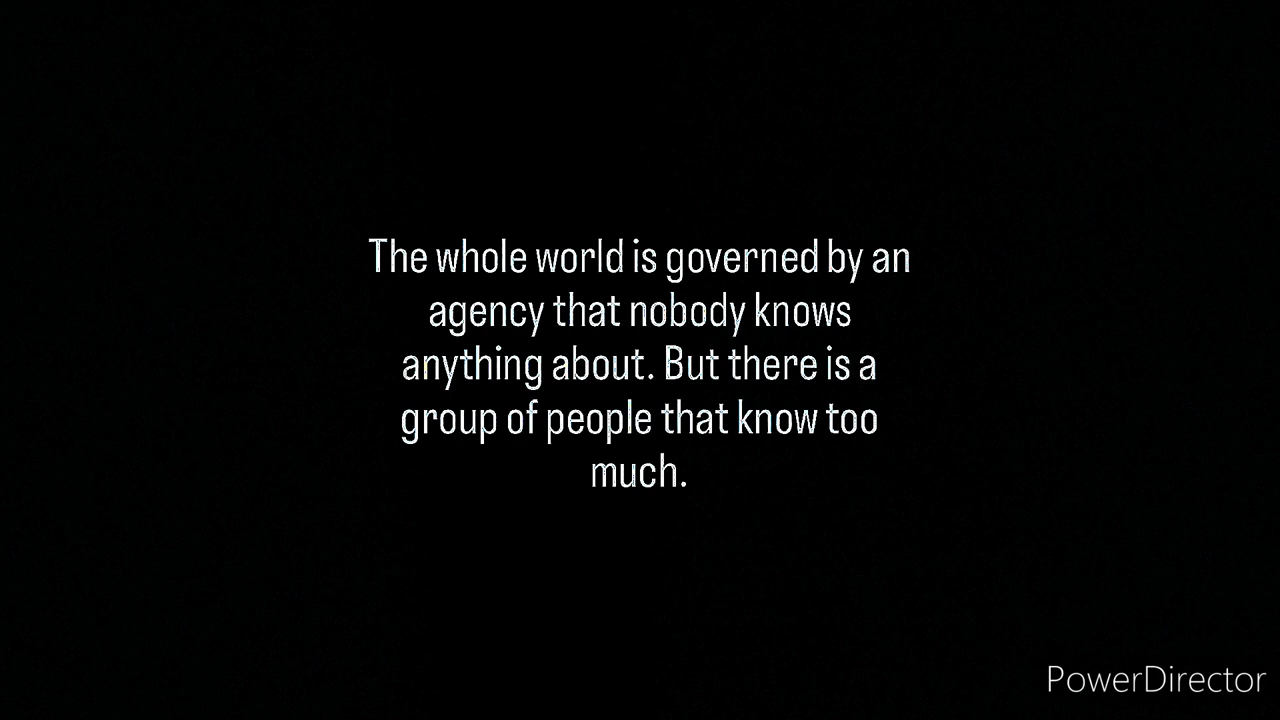 The whole world is governed by an
agency that nobody knows
anything about. But there is a
group of people that know too
much.
PowerDirector